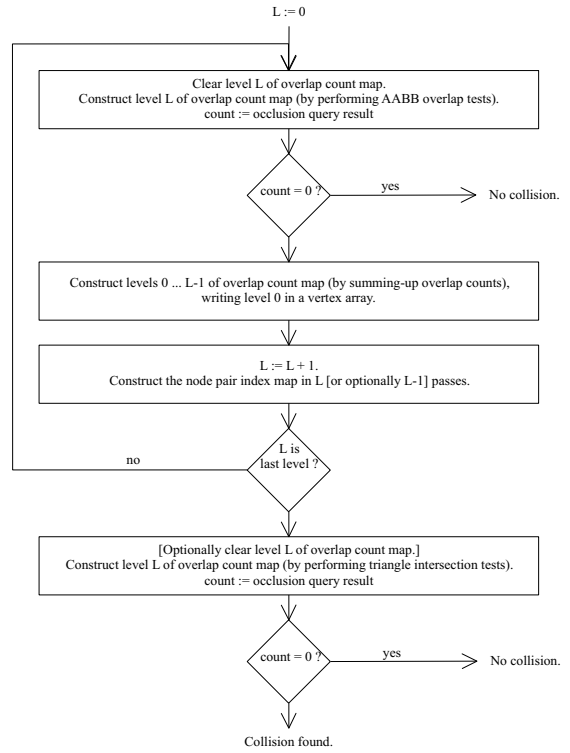 L := 0
Clear level L of overlap count map.
Construct level L of overlap count map (by performing AABB overlap tests).
count := occlusion query result
count = 0 ?
yes
No collision.
Construct levels 0 ... L-1 of overlap count map (by summing-up overlap counts),
writing level 0 in a vertex array.
L := L + 1.
Construct the node pair index map in L [or optionally L-1] passes.
L is
last level ?
no
[Optionally clear level L of overlap count map.]
Construct level L of overlap count map (by performing triangle intersection tests).
count := occlusion query result
count = 0 ?
yes
No collision.
Collision found.